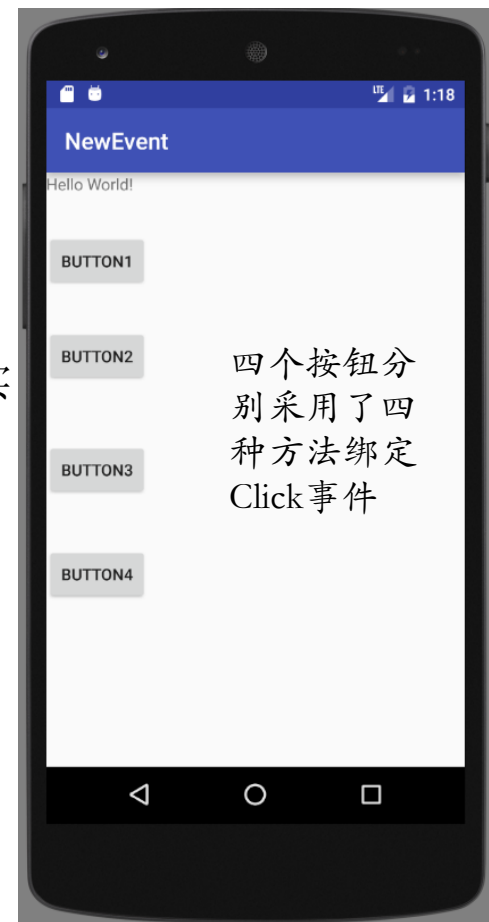 LTE 1:18
NewEvent
Hello World!
BUTTON1
BUTTON2
四个按钮分
别采用了四
种方法绑定
Click事件
BUTTON3
BUTTON4